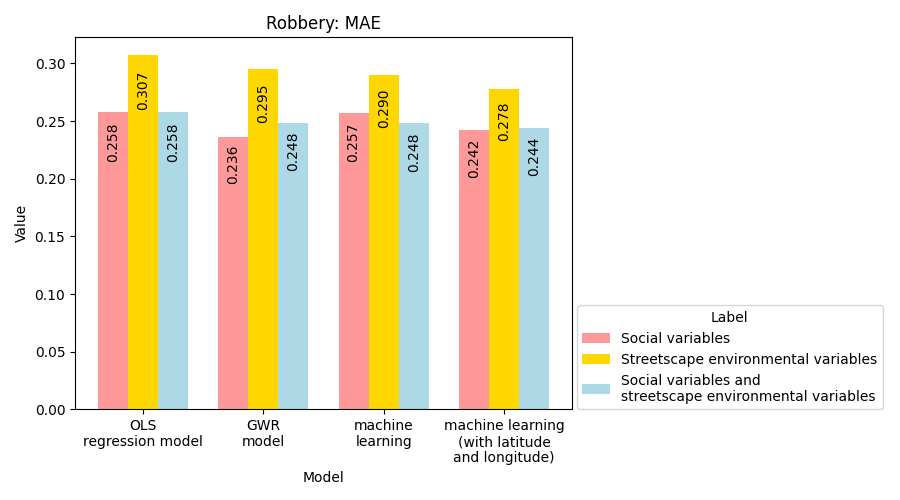 Robbery: MAE
Value
0.30
0.25
0.20
0.15
0.10
0.05
0.00
0.258
0.307
0.258
0.236
0.295
0.248
0.257
0.290
0.248
0.242
0.278
0.244
OLS
regression model
GWR
model
machine
learning
machine learning
(with latitude
and longitude)
Model
Label
Social variables
Streetscape environmental variables
Social variables and
streetscape environmental variables